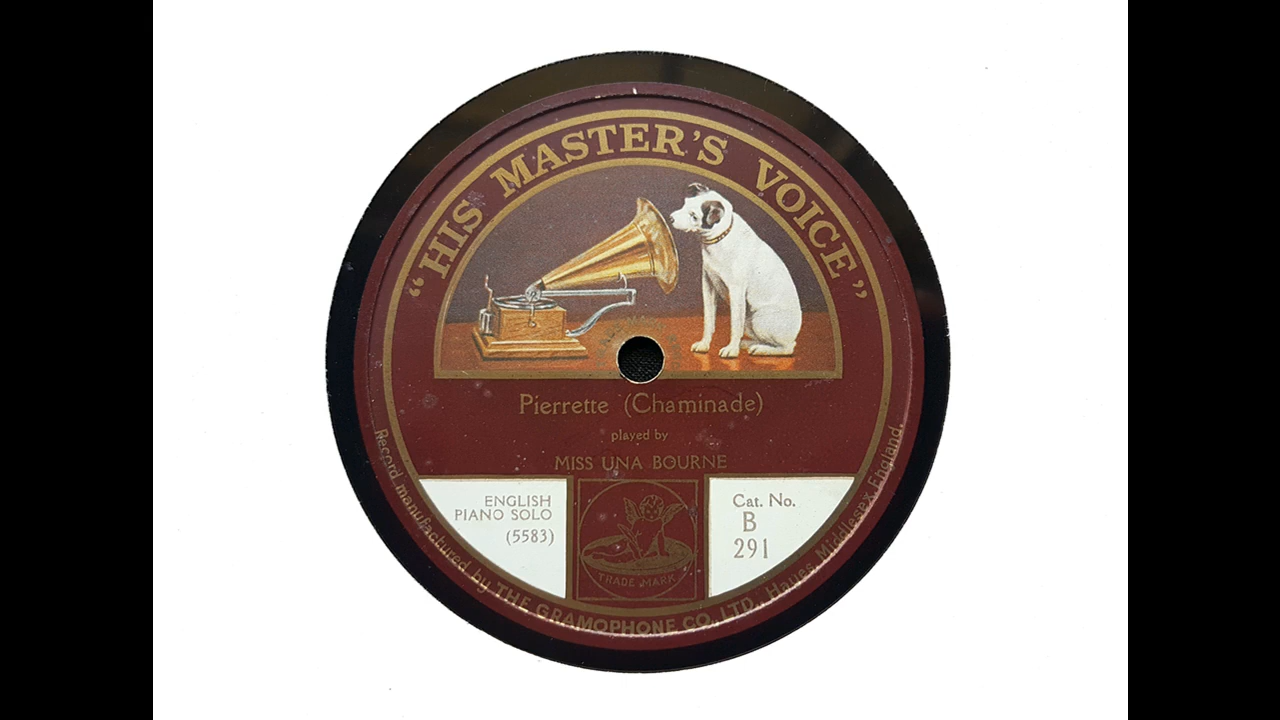 “HIS MASTER'S VOICE”
Pierrette (Chaminade)
played by
MISS UNA BOURNE
ENGLISH
PIANO SOLO
(5583)
TRADE MARK
Cat. No.
B
291
Record manufactured by THE GRAMOPHONE CO., LTD., Hayes, Middlesex, England.